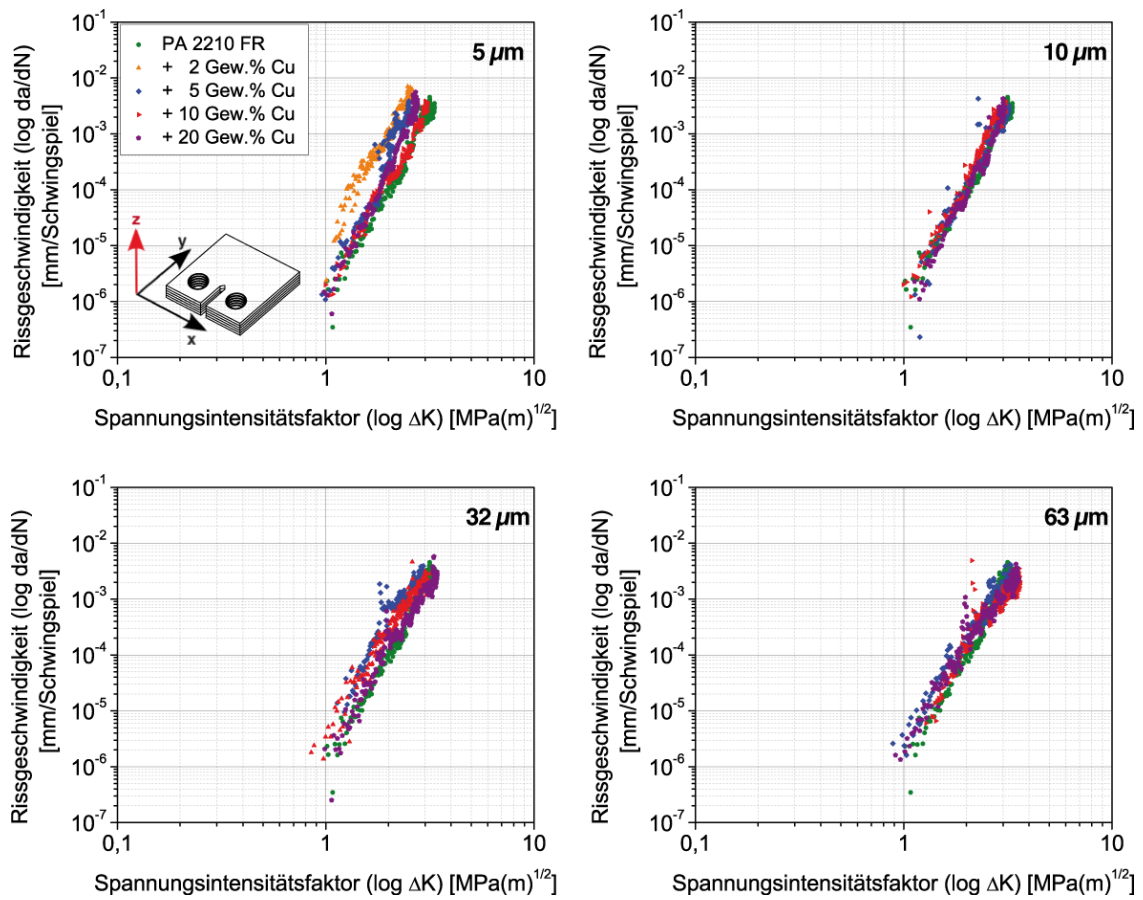 5 µm
PA 2210 FR
+ 2 Gew.% Cu
+ 5 Gew.% Cu
+ 10 Gew.% Cu
+ 20 Gew.% Cu
Rissgeschwindigkeit (log da/dN)
[mm/Schwingspiel]
10⁻¹
10⁻²
10⁻³
10⁻⁴
10⁻⁵
10⁻⁶
10⁻⁷
z
y
x
0,1
1
10
Spannungsintensitätsfaktor (log ΔK) [MPa(m)^1/2]
10 µm
Rissgeschwindigkeit (log da/dN)
[mm/Schwingspiel]
10⁻¹
10⁻²
10⁻³
10⁻⁴
10⁻⁵
10⁻⁶
10⁻⁷
0,1
1
10
Spannungsintensitätsfaktor (log ΔK) [MPa(m)^1/2]
32 µm
Rissgeschwindigkeit (log da/dN)
[mm/Schwingspiel]
10⁻¹
10⁻²
10⁻³
10⁻⁴
10⁻⁵
10⁻⁶
10⁻⁷
0,1
1
10
Spannungsintensitätsfaktor (log ΔK) [MPa(m)^1/2]
63 µm
Rissgeschwindigkeit (log da/dN)
[mm/Schwingspiel]
10⁻¹
10⁻²
10⁻³
10⁻⁴
10⁻⁵
10⁻⁶
10⁻⁷
0,1
1
10
Spannungsintensitätsfaktor (log ΔK) [MPa(m)^1/2]